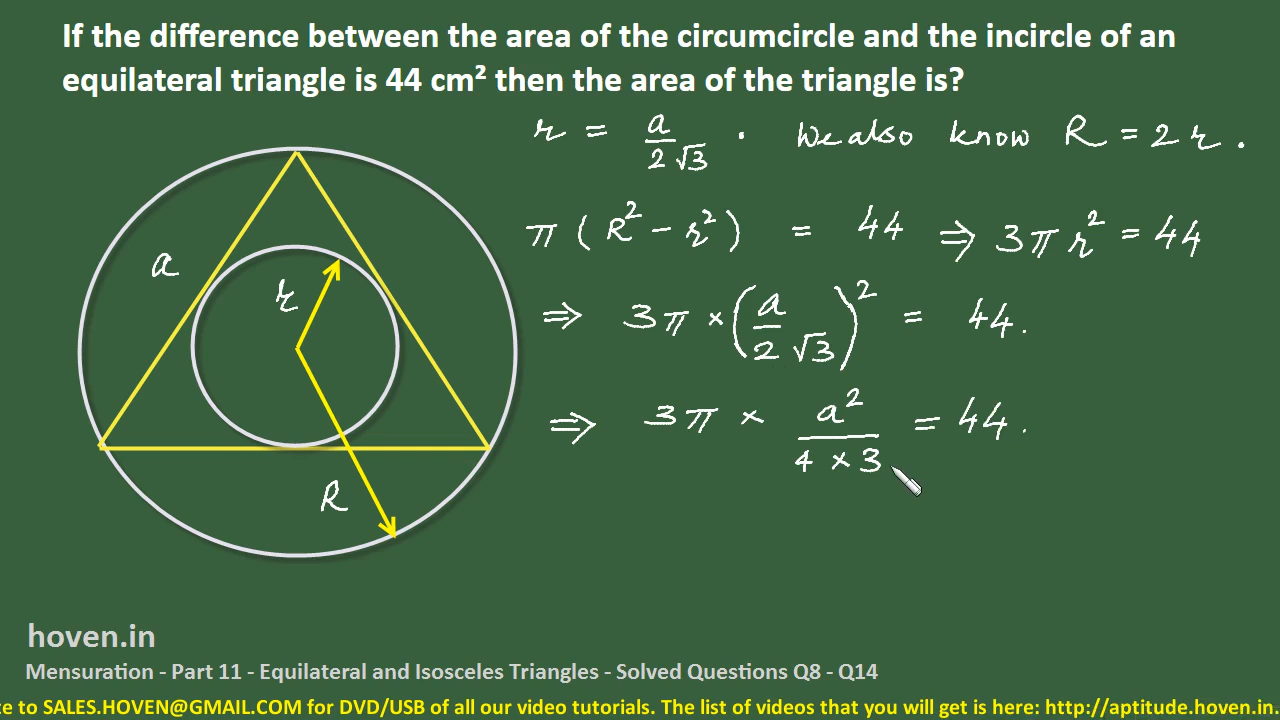 If the difference between the area of the circumcircle and the incircle of an
equilateral triangle is 44 cm² then the area of the triangle is?
r = a/2√3 . We also know R = 2r.
π (R² − r²) = 44 ⇒ 3πr² = 44
⇒ 3π × (a/2√3)² = 44.
⇒ 3π × a²/4 × 3 = 44.
a
r
R
hoven.in
Mensuration - Part 11 - Equilateral and Isosceles Triangles - Solved Questions Q8 - Q14
to SALES.HOVEN@GMAIL.COM for DVD/USB of all our video tutorials. The list of videos that you will get is here: http://aptitude.hoven.in.